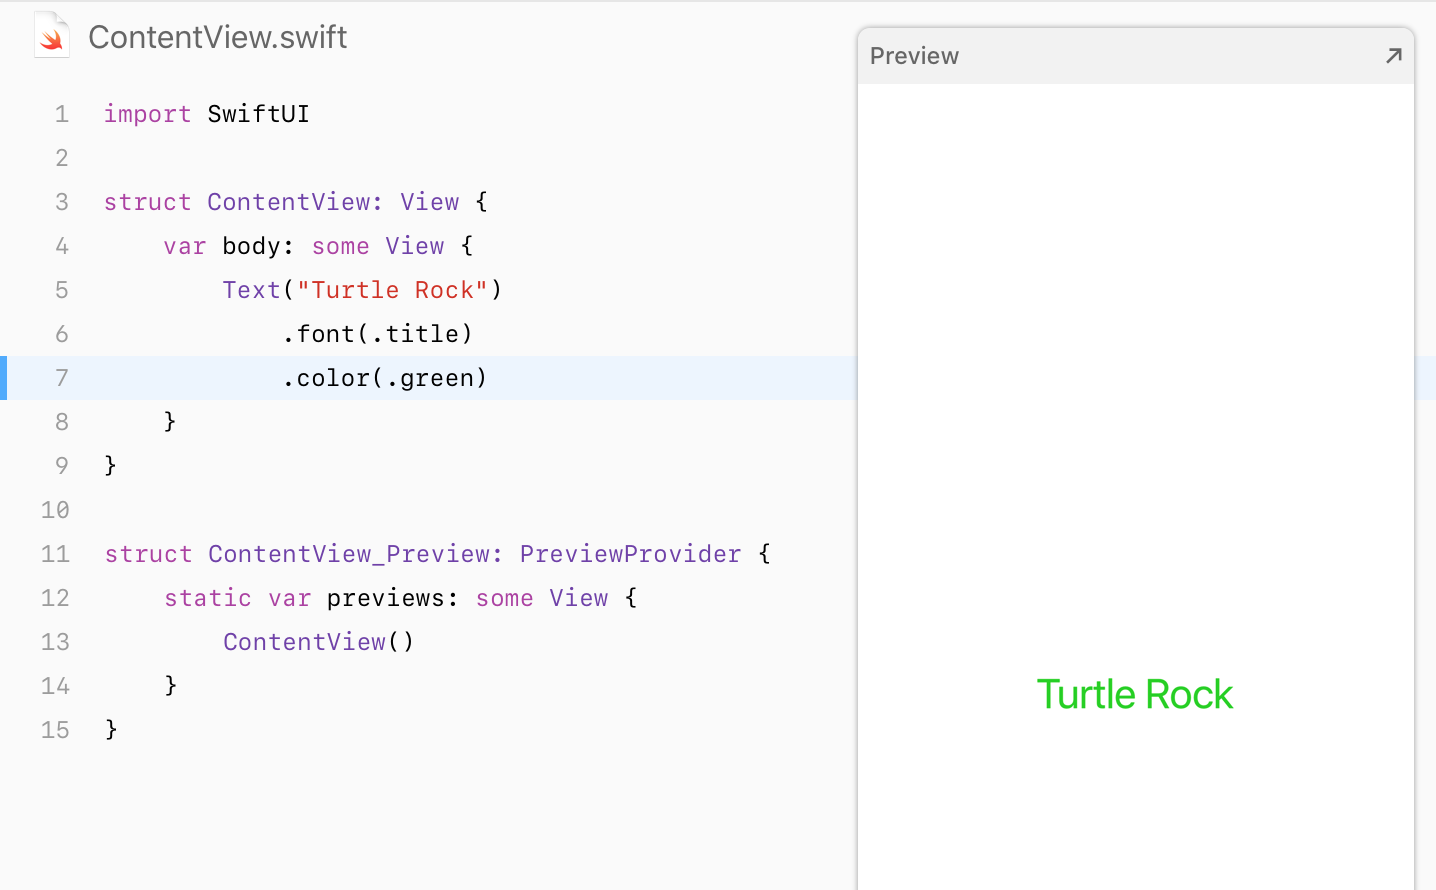 ContentView.swift
Preview
1 import SwiftUI
2
3 struct ContentView: View {
4     var body: some View {
5         Text("Turtle Rock")
6             .font(.title)
7             .color(.green)
8     }
9 }
10
11 struct ContentView_Preview: PreviewProvider {
12     static var previews: some View {
13         ContentView()
14     }
15 }
Turtle Rock